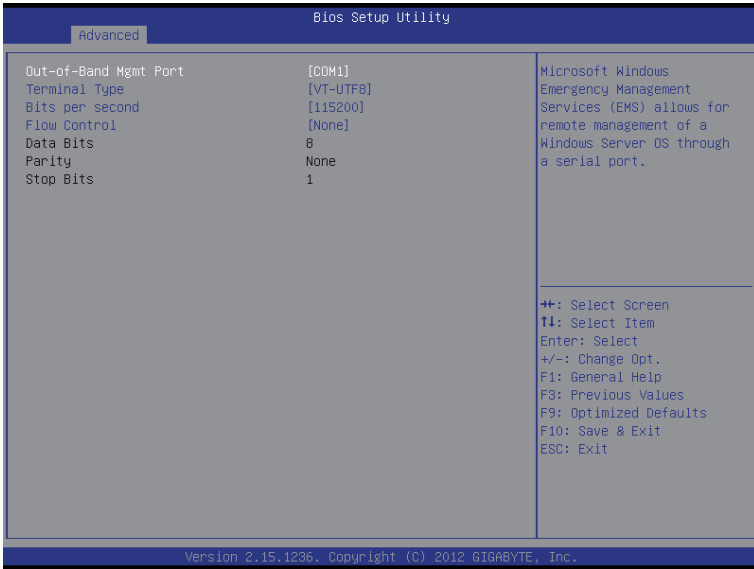 Bios Setup Utility
Advanced
Out-of-Band Mgmt Port [COM1]
Terminal Type [VT-UTF8]
Bits per second [115200]
Flow Control [None]
Data Bits 8
Parity None
Stop Bits 1
Microsoft Windows
Emergency Management
Services (EMS) allows for
remote management of a
Windows Server OS through
a serial port.
→←: Select Screen
↑↓: Select Item
Enter: Select
+/-: Change Opt.
F1: General Help
F3: Previous Values
F9: Optimized Defaults
F10: Save & Exit
ESC: Exit
Version 2.15.1236. Copyright (C) 2012 GIGABYTE, Inc.